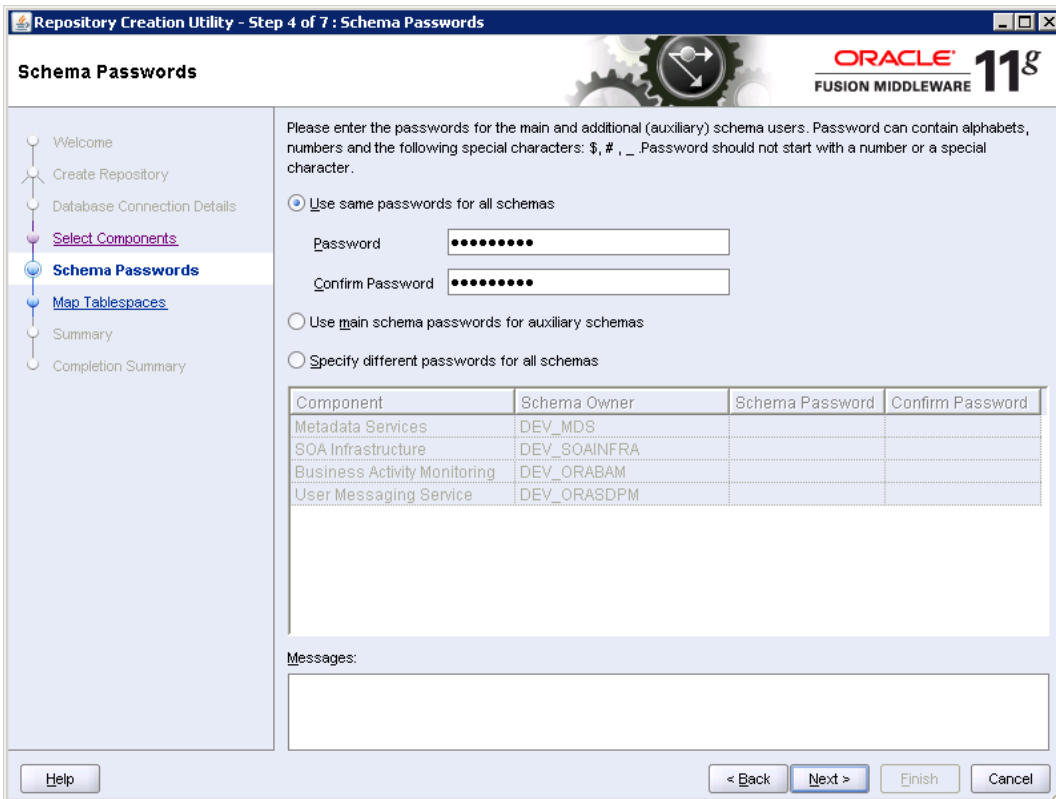 Repository Creation Utility - Step 4 of 7 : Schema Passwords
Schema Passwords
ORACLE
FUSION MIDDLEWARE 11g
Welcome
Create Repository
Database Connection Details
Select Components
Schema Passwords
Map Tablespaces
Summary
Completion Summary
Please enter the passwords for the main and additional (auxiliary) schema users. Password can contain alphabets,
numbers and the following special characters: $, # , _ .Password should not start with a number or a special
character.
Use same passwords for all schemas
Password
Confirm Password
Use main schema passwords for auxiliary schemas
Specify different passwords for all schemas
Component Schema Owner Schema Password Confirm Password
Metadata Services DEV_MDS
SOA Infrastructure DEV_SOAINFRA
Business Activity Monitoring DEV_ORABAM
User Messaging Service DEV_ORASDPM
Messages:
Help < Back Next > Finish Cancel